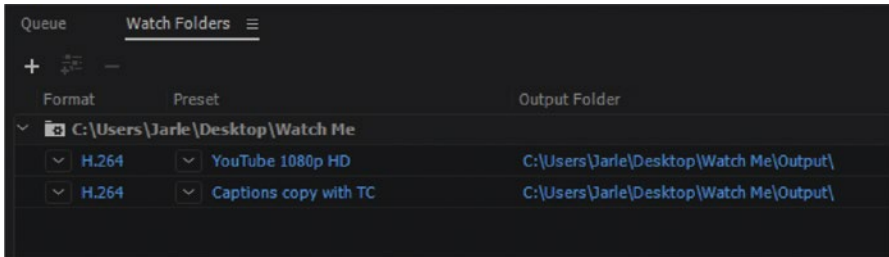 Queue Watch Folders
Format Preset Output Folder
C:\Users\Jarle\Desktop\Watch Me
H.264 YouTube 1080p HD C:\Users\Jarle\Desktop\Watch Me\Output\
H.264 Captions copy with TC C:\Users\Jarle\Desktop\Watch Me\Output\